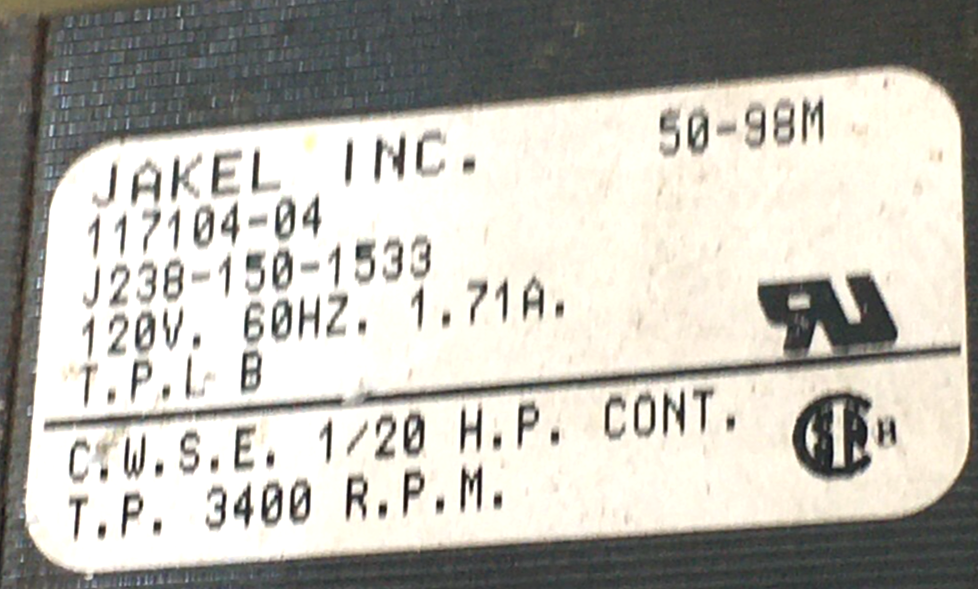 JAKEL INC. 50-98M
117104-04
J238-150-1533
120V. 60HZ. 1.71A.
T.P.L B
C.W.S.E. 1/20 H.P. CONT.
T.P. 3400 R.P.M.